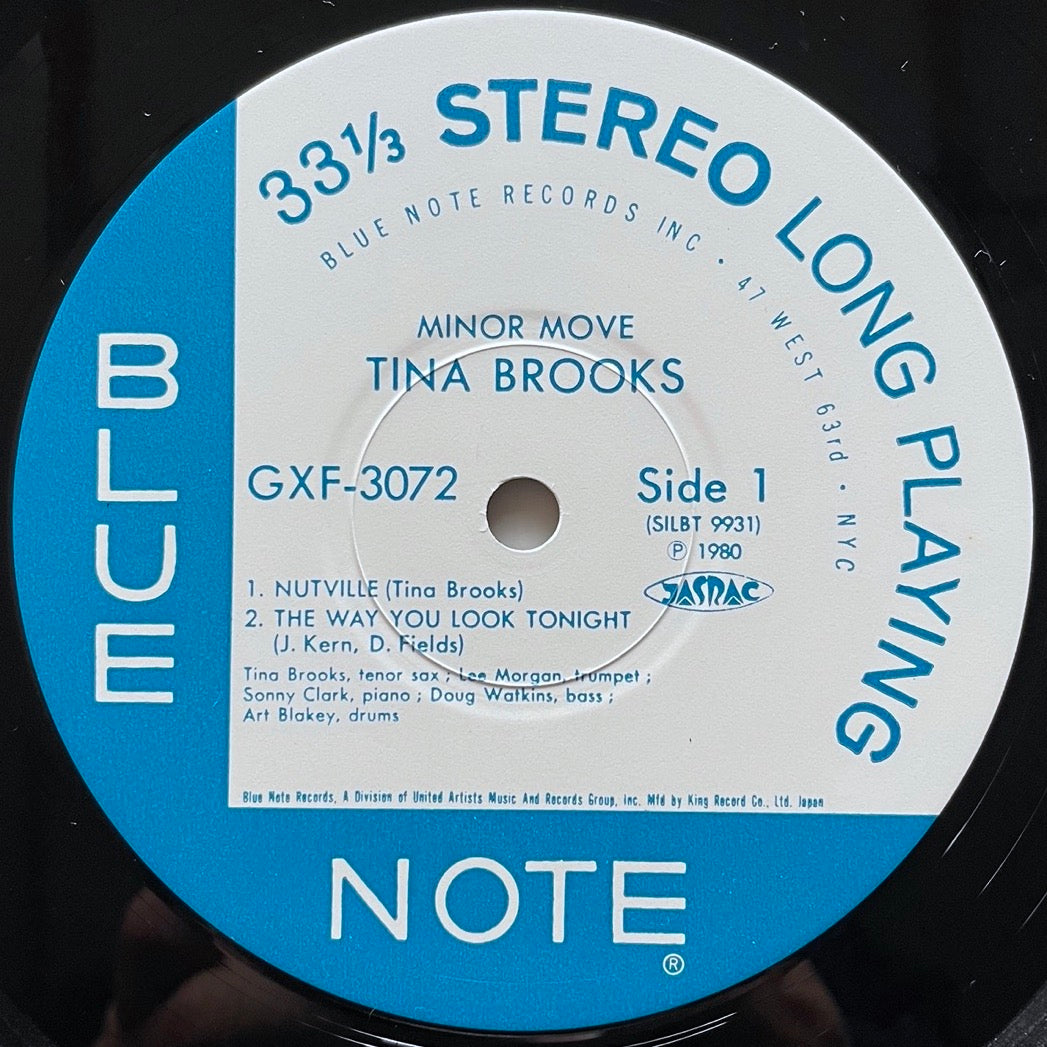 33⅓ STEREO LONG PLAYING
BLUE NOTE RECORDS INC · 47 WEST 63rd · NYC
MINOR MOVE
TINA BROOKS
GXF-3072
Side 1
(SILBT 9931)
Ⓟ 1980
JASRAC
1. NUTVILLE (Tina Brooks)
2. THE WAY YOU LOOK TONIGHT
(J. Kern, D. Fields)
Tina Brooks, tenor sax ; Lee Morgan, trumpet ;
Sonny Clark, piano ; Doug Watkins, bass ;
Art Blakey, drums
Blue Note Records, A Division of United Artists Music And Records Group, Inc. Mfd by King Record Co., Ltd. Japan
BLUE
NOTE
®